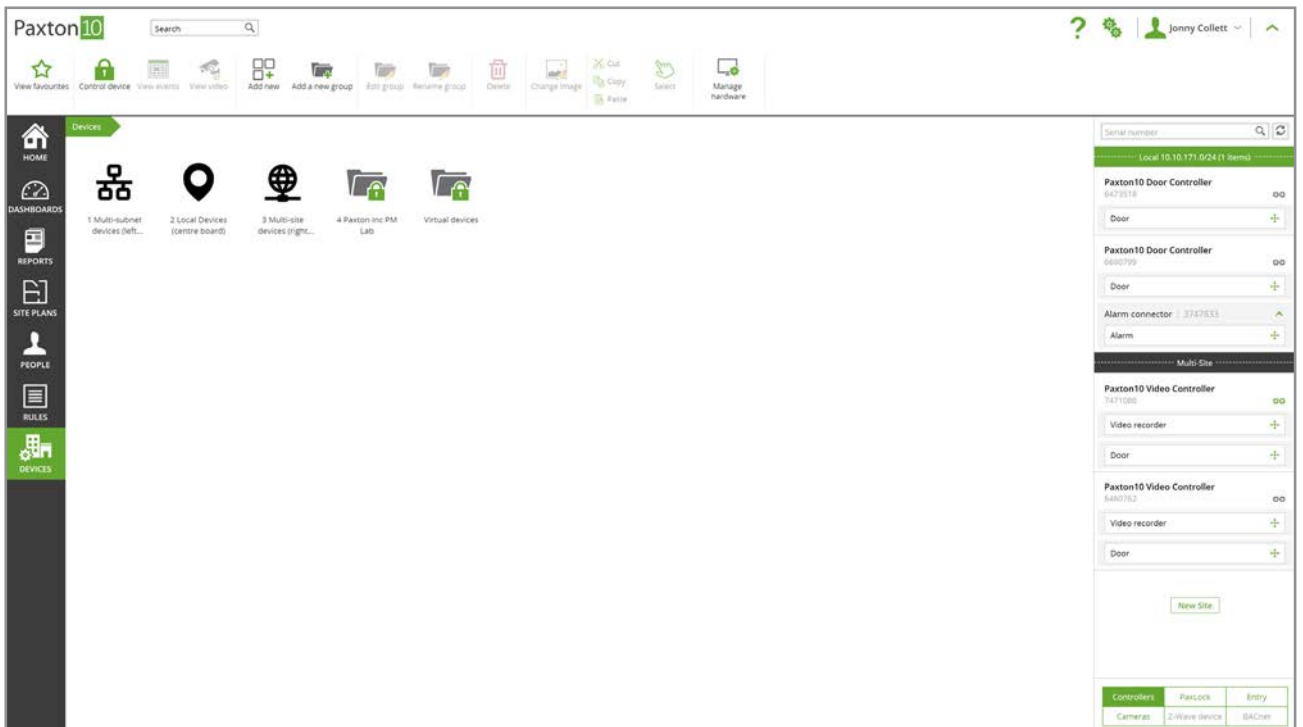 Paxton10
Search
Jonny Collett
View favourites
Control device
View events
View video
Add new
Add a new group
Edit group
Rename group
Delete
Change image
Cut
Copy
Paste
Select
Manage
hardware
HOME
DASHBOARDS
REPORTS
SITE PLANS
PEOPLE
RULES
DEVICES
Devices
1 Multi-subnet
devices (left...
2 Local Devices
(centre board)
3 Multi-site
devices (right...
4 Paxton Inc PM
Lab
Virtual devices
Serial number
Local 10.10.171.0/24 (1 items)
Paxton10 Door Controller
6473518
Door
Paxton10 Door Controller
6690799
Door
Alarm connector | 3747833
Alarm
Multi-Site
Paxton10 Video Controller
Video recorder
Door
Paxton10 Video Controller
Video recorder
Door
New Site
Controllers
PaxLock
Entry
Cameras
Z-Wave device
BACnet